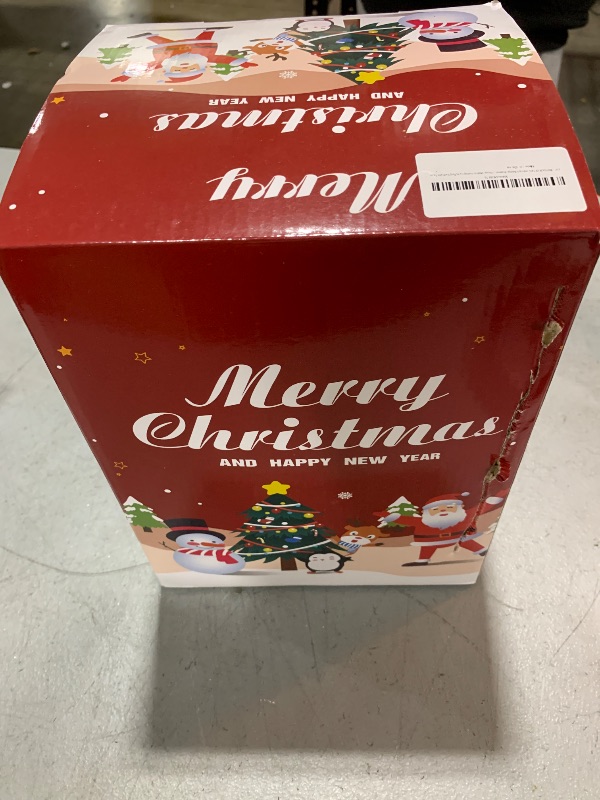 AND HAPPY NEW YEAR
Christmas
Merry
Merry
Christmas
AND HAPPY NEW YEAR